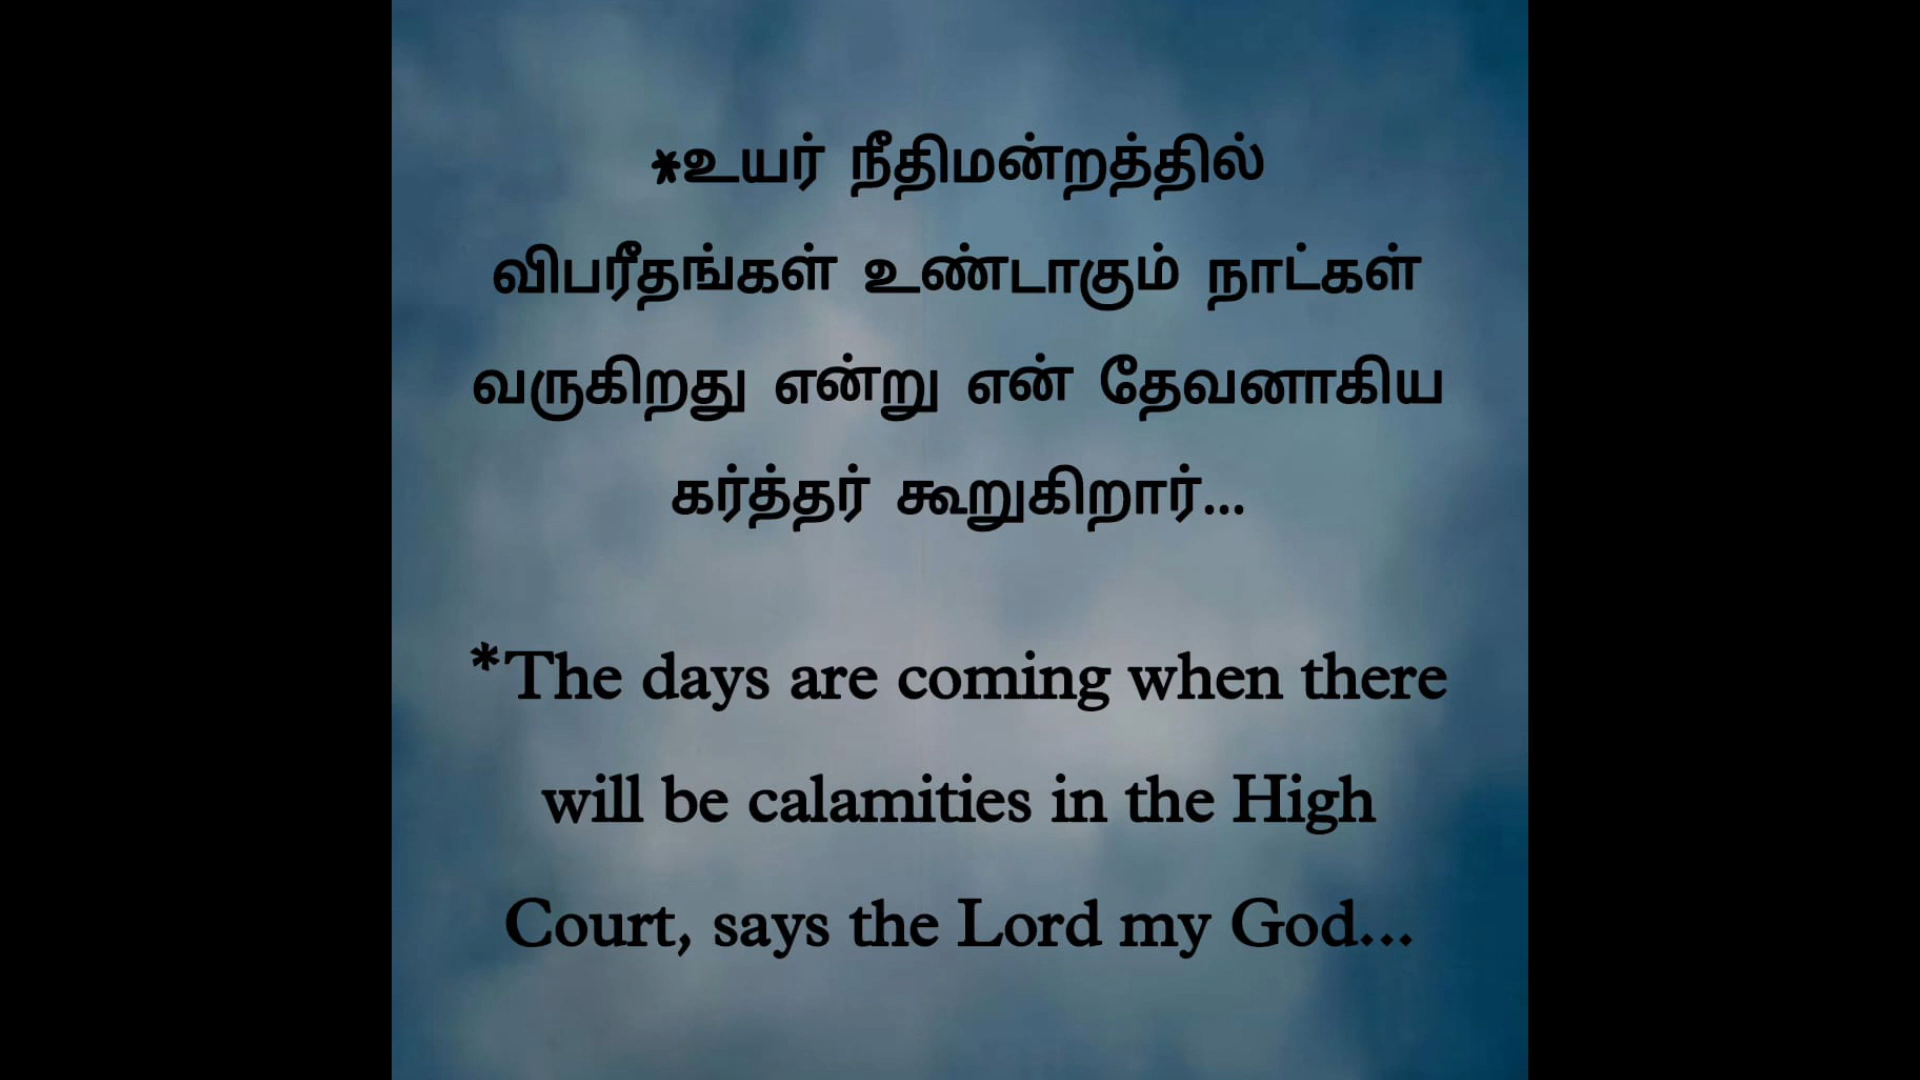 *உயர் நீதிமன்றத்தில்
விபரீதங்கள் உண்டாகும் நாட்கள்
வருகிறது என்று என் தேவனாகிய
கர்த்தர் கூறுகிறார்...
*The days are coming when there
will be calamities in the High
Court, says the Lord my God...